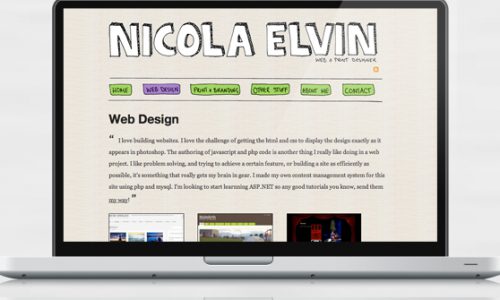 NICOLA ELVIN
WEB & PRINT DESIGNER
HOME WEB DESIGN PRINT & BRANDING OTHER STUFF ABOUT ME CONTACT
Web Design
“ I love building websites. I love the challenge of getting the html and css to display the design exactly as it
appears in photoshop. The authoring of javascript and php code is another thing I really like doing in a web
project. I like problem solving, and trying to achieve a certain feature, or building a site as efficiently as
possible, it's something that really gets my brain in gear. I made my own content management system for this
site using php and mysql. I'm looking to start learning ASP.NET so any good tutorials you know, send them
my way! ”